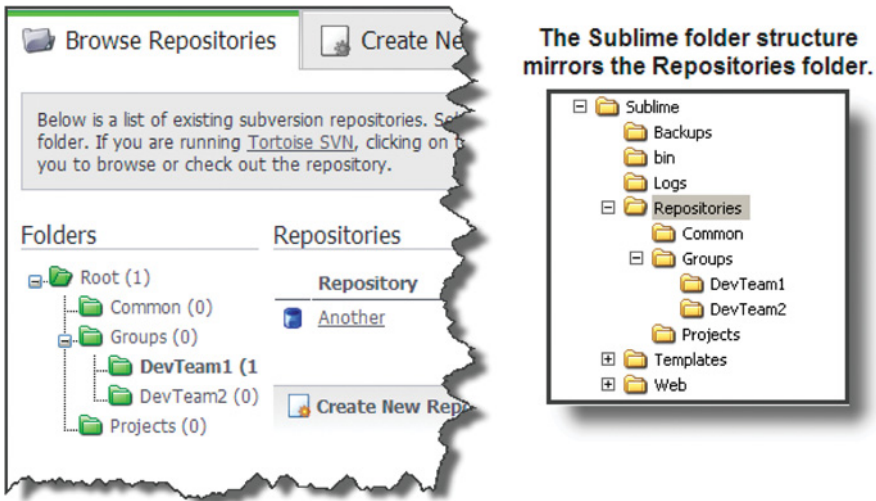 Browse Repositories
Create Ne
Below is a list of existing subversion repositories.
folder. If you are running Tortoise SVN, clicking on
you to browse or check out the repository.
Folders
Root (1)
Common (0)
Groups (0)
DevTeam1 (1
DevTeam2 (0)
Projects (0)
Repositories
Repository
Another
Create New Rep
The Sublime folder structure
mirrors the Repositories folder.
Sublime
Backups
bin
Logs
Repositories
Common
Groups
DevTeam1
DevTeam2
Projects
Templates
Web